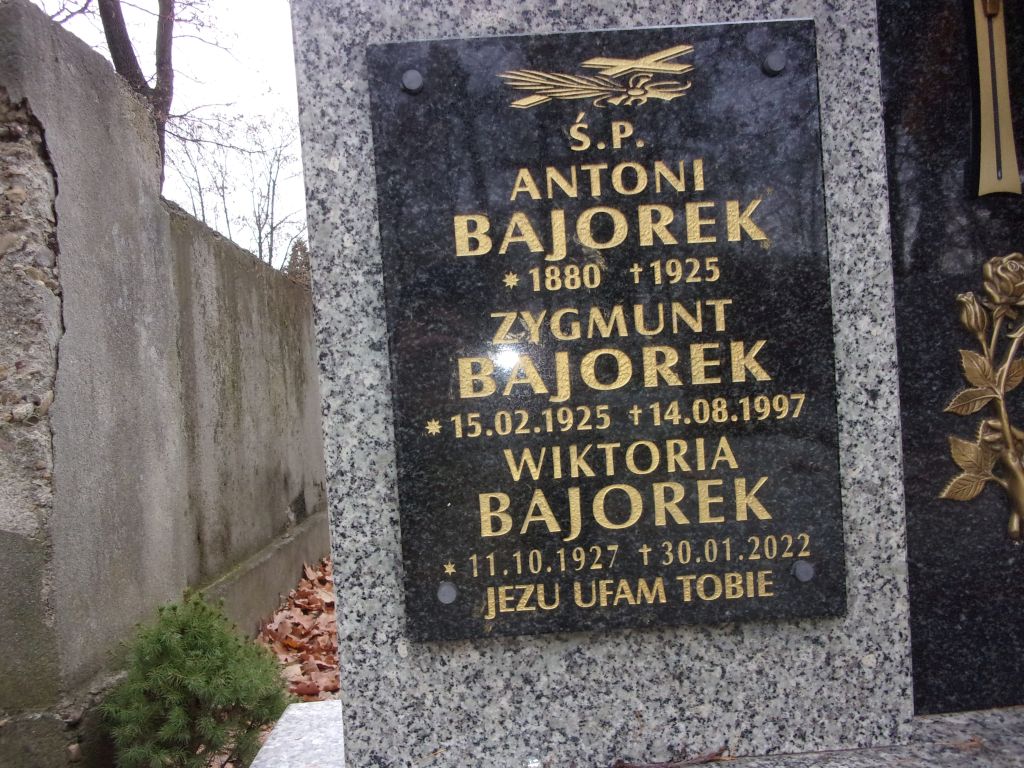 Ś.P.
ANTONI
BAJOREK
* 1880 † 1925
ZYGMUNT
BAJOREK
* 15.02.1925 † 14.08.1997
WIKTORIA
BAJOREK
* 11.10.1927 † 30.01.2022
JEZU UFAM TOBIE